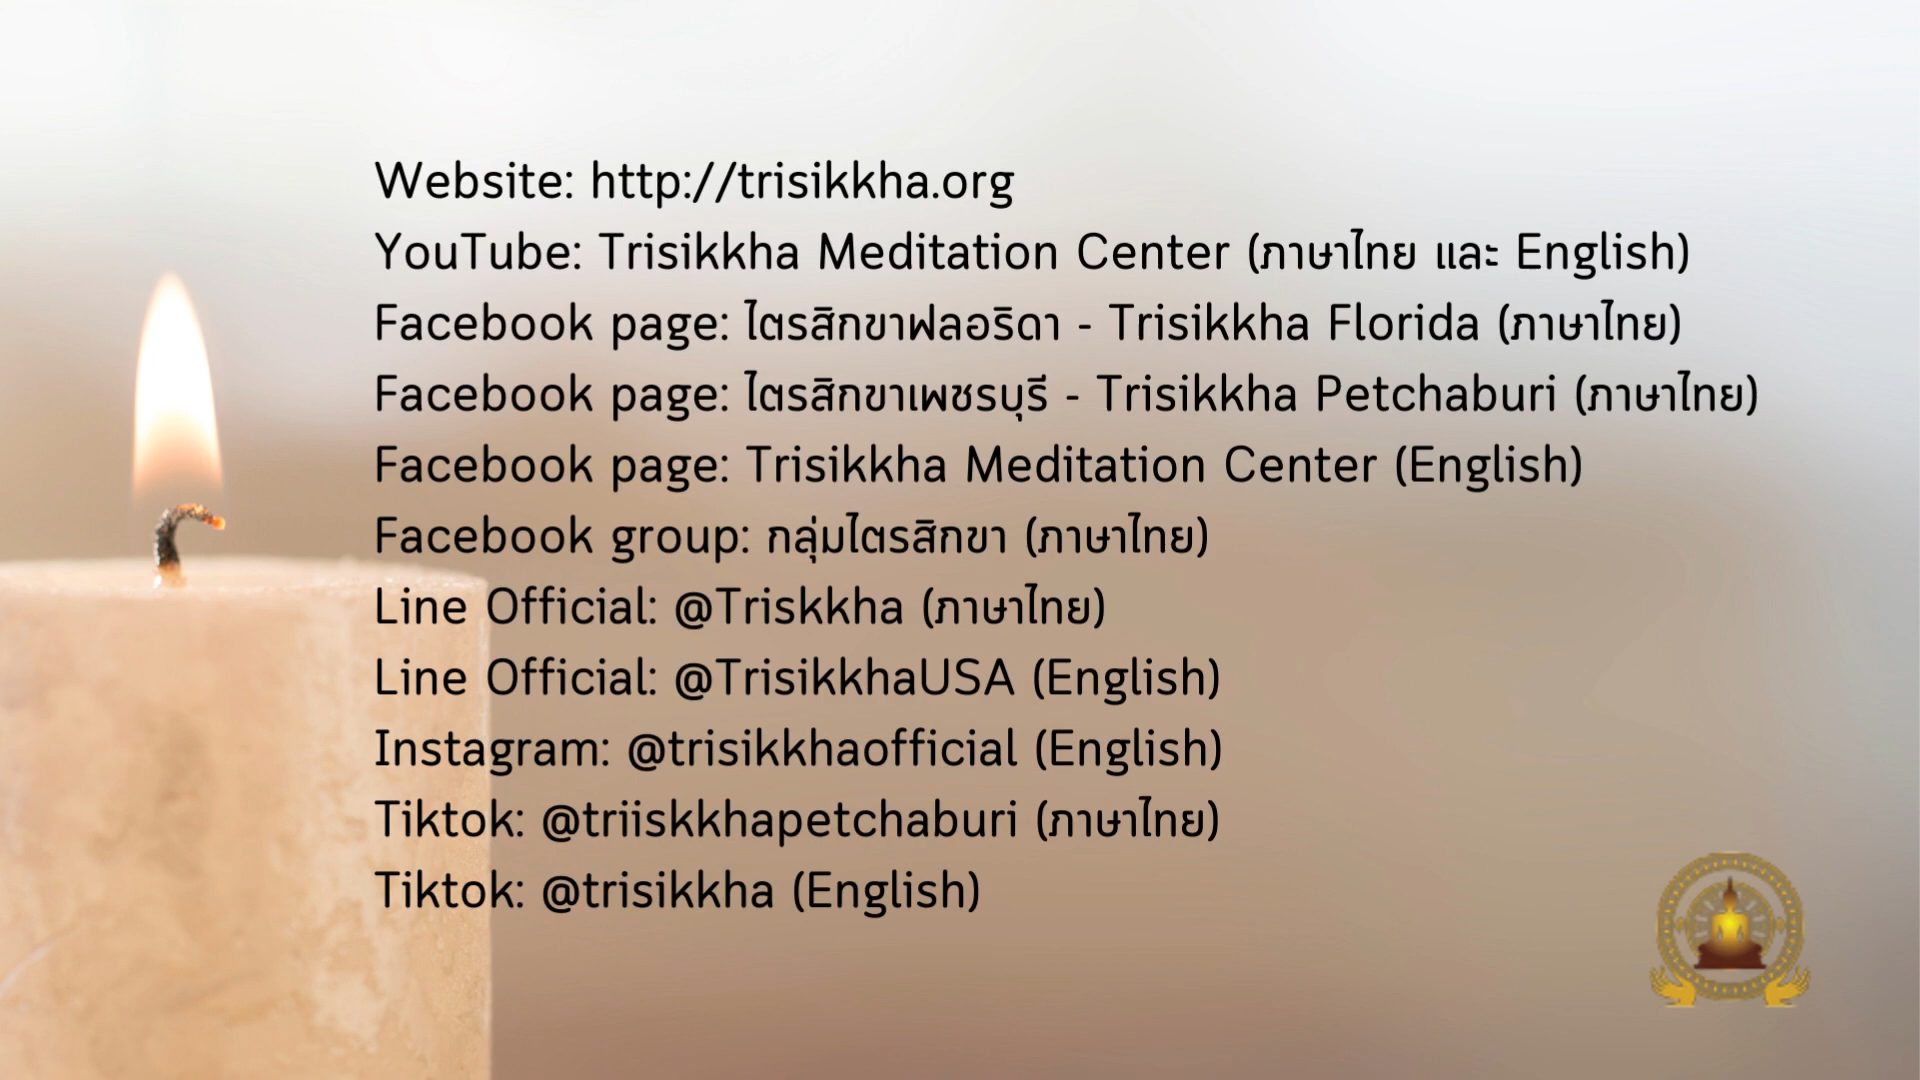 Website: http://trisikkha.org
YouTube: Trisikkha Meditation Center (ภาษาไทย และ English)
Facebook page: ไตรสิกขาฟลอริดา - Trisikkha Florida (ภาษาไทย)
Facebook page: ไตรสิกขาเพชรบุรี - Trisikkha Petchaburi (ภาษาไทย)
Facebook page: Trisikkha Meditation Center (English)
Facebook group: กลุ่มไตรสิกขา (ภาษาไทย)
Line Official: @Triskkha (ภาษาไทย)
Line Official: @TrisikkhaUSA (English)
Instagram: @trisikkhaofficial (English)
Tiktok: @triiskkhapetchaburi (ภาษาไทย)
Tiktok: @trisikkha (English)